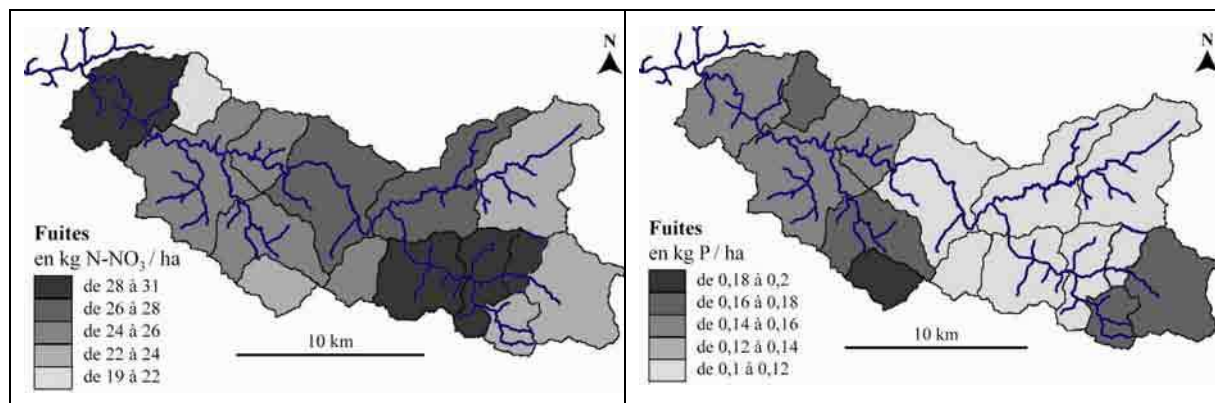 N
Fuites
en kg N-NO3 / ha
de 28 à 31
de 26 à 28
de 24 à 26
de 22 à 24
de 19 à 22
10 km
N
Fuites
en kg P / ha
de 0,18 à 0,2
de 0,16 à 0,18
de 0,14 à 0,16
de 0,12 à 0,14
de 0,1 à 0,12
10 km